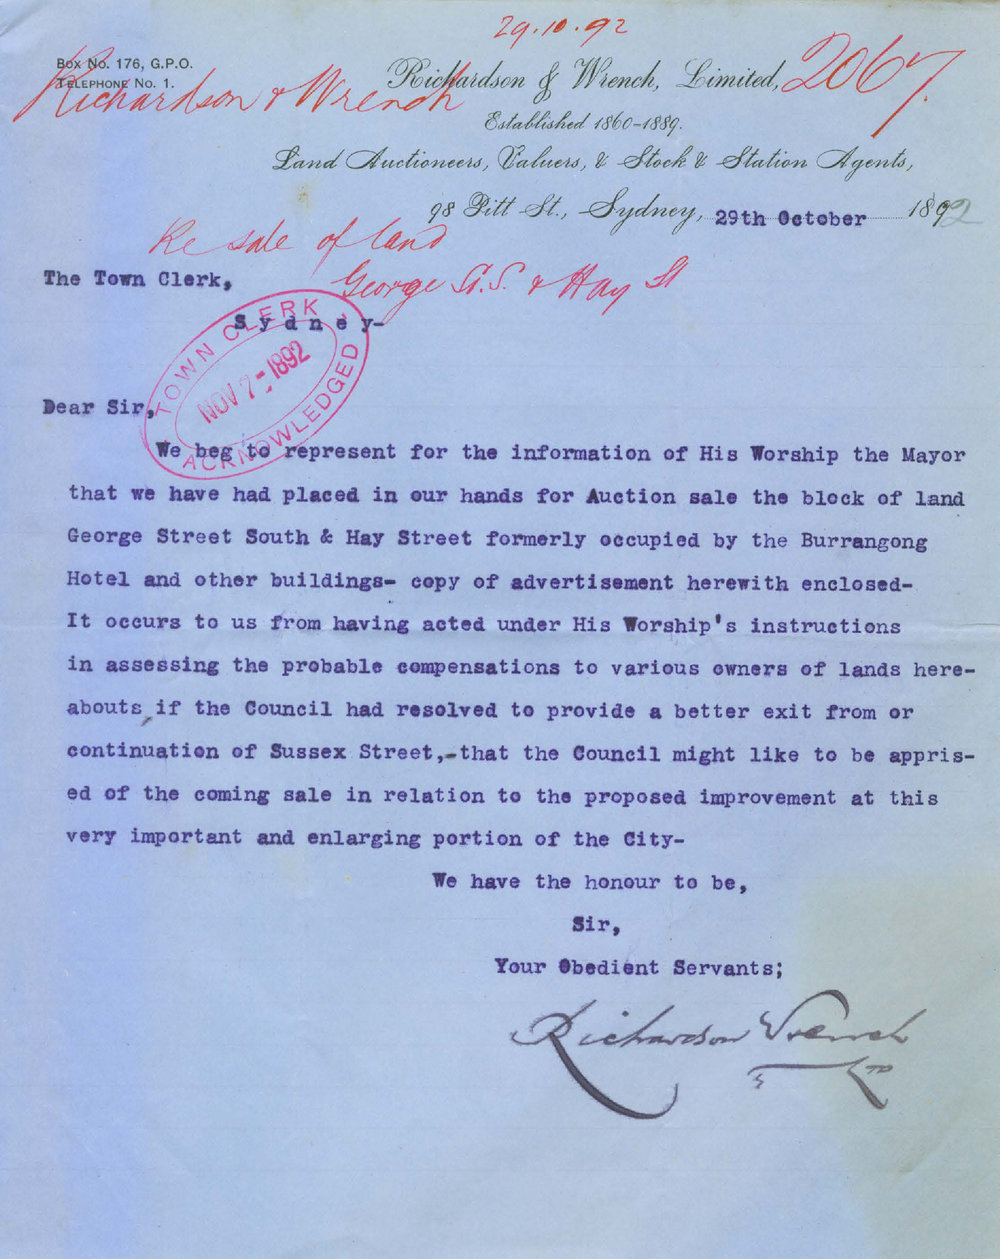 29.10.92
Box No. 176, G.P.O.
Telephone No. 1.
Richardson & Wrench
Richardson & Wrench, Limited,
2067.
Established 1860-1889.
Land Auctioneers, Valuers, & Stock & Station Agents,
98 Pitt St., Sydney, 29th October 1892
Re sale of land
George St. S. & Hay St
The Town Clerk,
Sydney-
TOWN CLERK
NOV 7 - 1892
ACKNOWLEDGED
Dear Sir,
We beg to represent for the information of His Worship the Mayor
that we have had placed in our hands for Auction sale the block of land
George Street South & Hay Street formerly occupied by the Burrangong
Hotel and other buildings- copy of advertisement herewith enclosed-
It occurs to us from having acted under His Worship's instructions
in assessing the probable compensations to various owners of lands here-
abouts, if the Council had resolved to provide a better exit from or
continuation of Sussex Street,-that the Council might like to be appris-
ed of the coming sale in relation to the proposed improvement at this
very important and enlarging portion of the City-
We have the honour to be,
Sir,
Your Obedient Servants;
Richardson Wrench
LTD